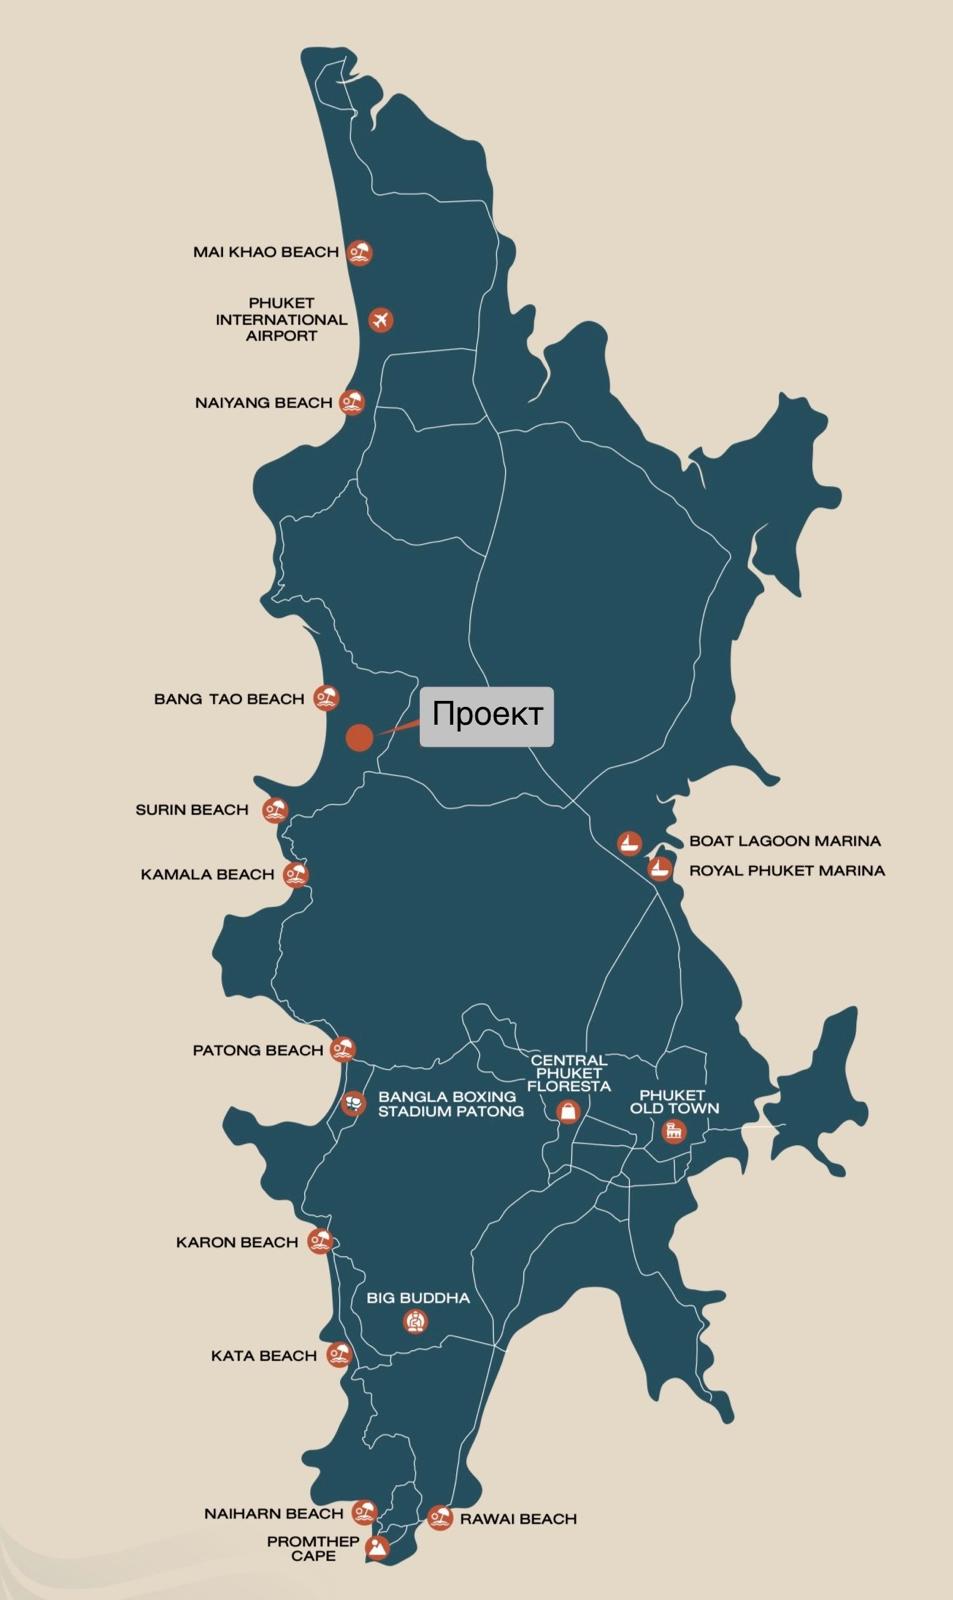 MAI KHAO BEACH
PHUKET
INTERNATIONAL
AIRPORT
NAIYANG BEACH
BANG TAO BEACH
Проект
SURIN BEACH
BOAT LAGOON MARINA
KAMALA BEACH
ROYAL PHUKET MARINA
PATONG BEACH
CENTRAL
PHUKET
FLORESTA
BANGLA BOXING
STADIUM PATONG
PHUKET
OLD TOWN
KARON BEACH
BIG BUDDHA
KATA BEACH
NAIHARN BEACH
RAWAI BEACH
PROMTHEP
CAPE